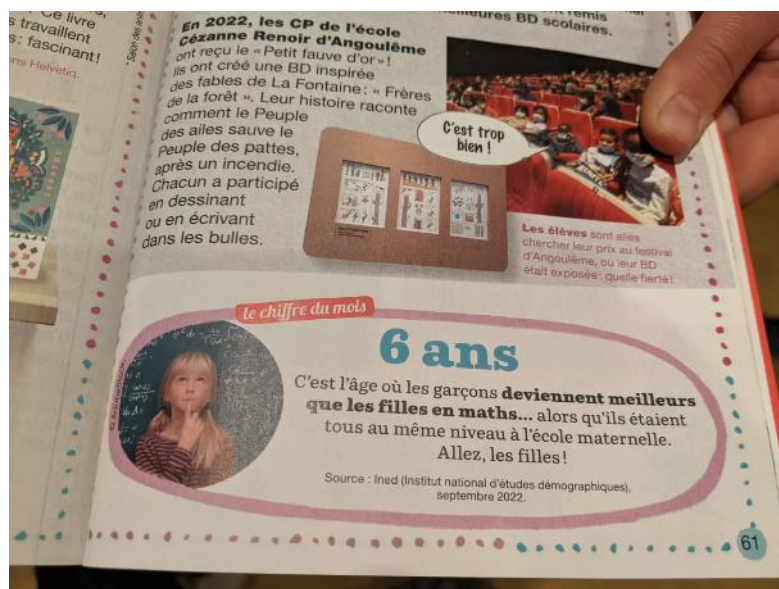 Ce livre
s travaillent
s : fascinant !
ns Helvetiq.
En 2022, les CP de l'école
Cézanne Renoir d'Angoulême
ont reçu le « Petit fauve d'or » !
Ils ont créé une BD inspirée
des fables de La Fontaine : « Frères
de la forêt ». Leur histoire raconte
comment le Peuple
des ailes sauve le
Peuple des pattes,
après un incendie.
Chacun a participé
en dessinant
ou en écrivant
dans les bulles.
remis
meilleures BD scolaires.
C'est trop
bien !
Les élèves sont allés
chercher leur prix au festival
d'Angoulême, où leur BD
était exposée : quelle fierté !
le chiffre du mois
6 ans
C'est l'âge où les garçons deviennent meilleurs
que les filles en maths... alors qu'ils étaient
tous au même niveau à l'école maternelle.
Allez, les filles !
Source : Ined (Institut national d'études démographiques),
septembre 2022.
61